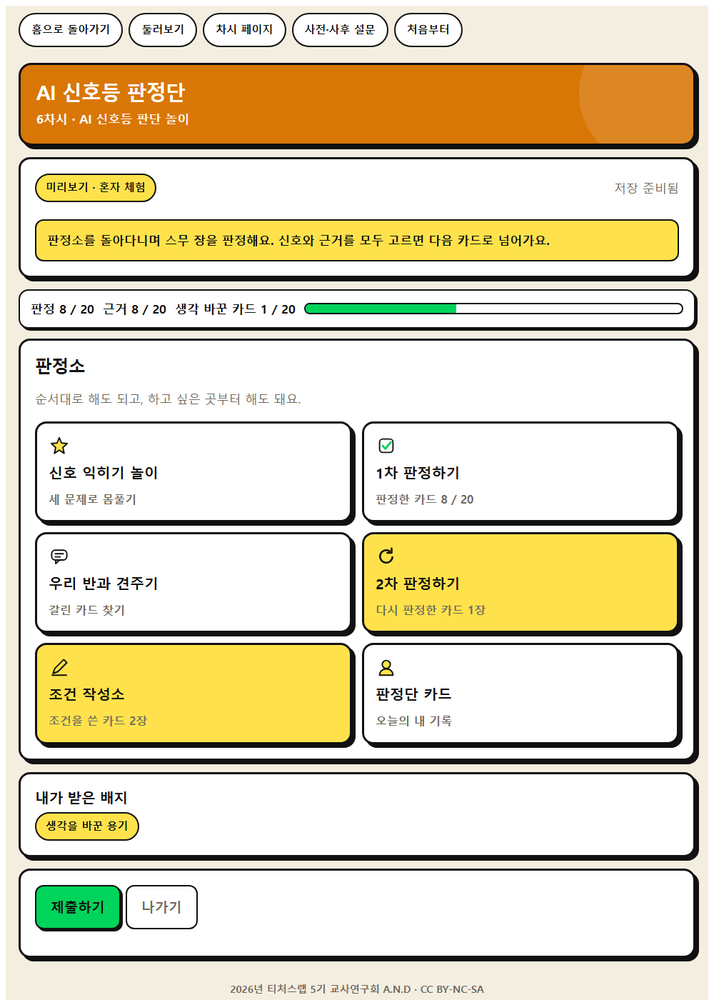 홈으로 돌아가기
둘러보기
차시 페이지
사전·사후 설문
처음부터
AI 신호등 판정단
6차시 · AI 신호등 판단 놀이
미리보기 · 혼자 체험
저장 준비됨
판정소를 돌아다니며 스무 장을 판정해요. 신호와 근거를 모두 고르면 다음 카드로 넘어가요.
판정 8 / 20 근거 8 / 20 생각 바꾼 카드 1 / 20
판정소
순서대로 해도 되고, 하고 싶은 곳부터 해도 돼요.
신호 익히기 놀이
세 문제로 몸풀기
1차 판정하기
판정한 카드 8 / 20
우리 반과 견주기
갈린 카드 찾기
2차 판정하기
다시 판정한 카드 1장
조건 작성소
조건을 쓴 카드 2장
판정단 카드
오늘의 내 기록
내가 받은 배지
생각을 바꾼 용기
제출하기
나가기
2026년 티처스랩 5기 교사연구회 A.N.D · CC BY-NC-SA